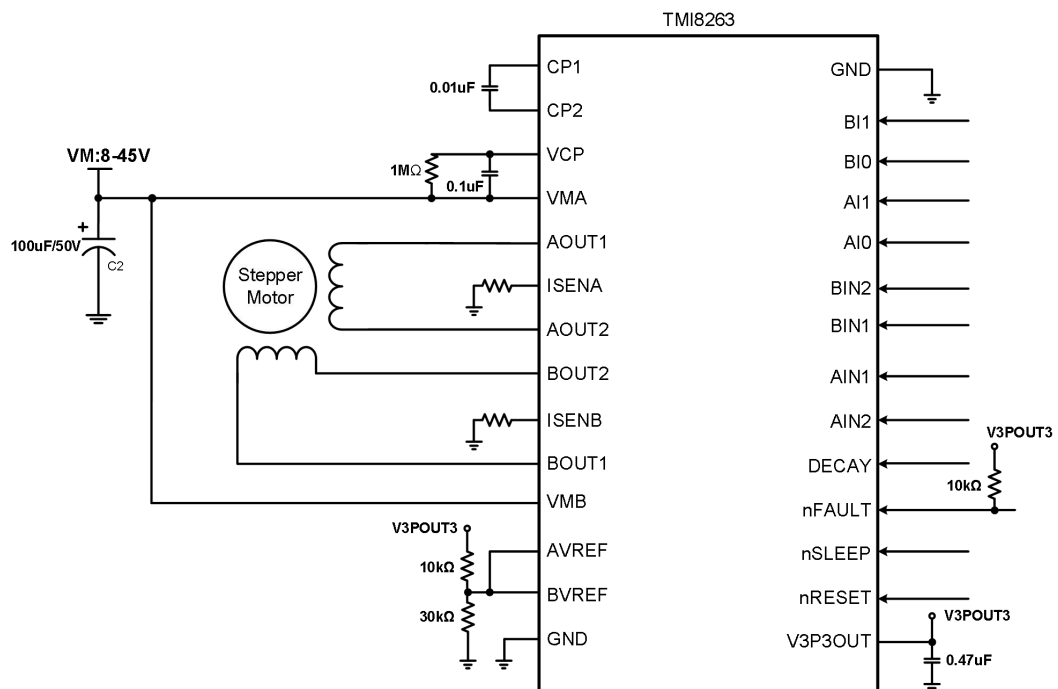 TMI8263
CP1
GND
0.01uF
CP2
BI1
VM:8-45V
VCP
BI0
1MΩ
0.1uF
VMA
AI1
+
100uF/50V
C2
AOUT1
AI0
Stepper
Motor
ISENA
BIN2
AOUT2
BIN1
BOUT2
AIN1
ISENB
AIN2
V3POUT3
BOUT1
DECAY
10kΩ
VMB
nFAULT
V3POUT3
AVREF
nSLEEP
10kΩ
BVREF
nRESET
30kΩ
V3POUT3
GND
V3P3OUT
0.47uF